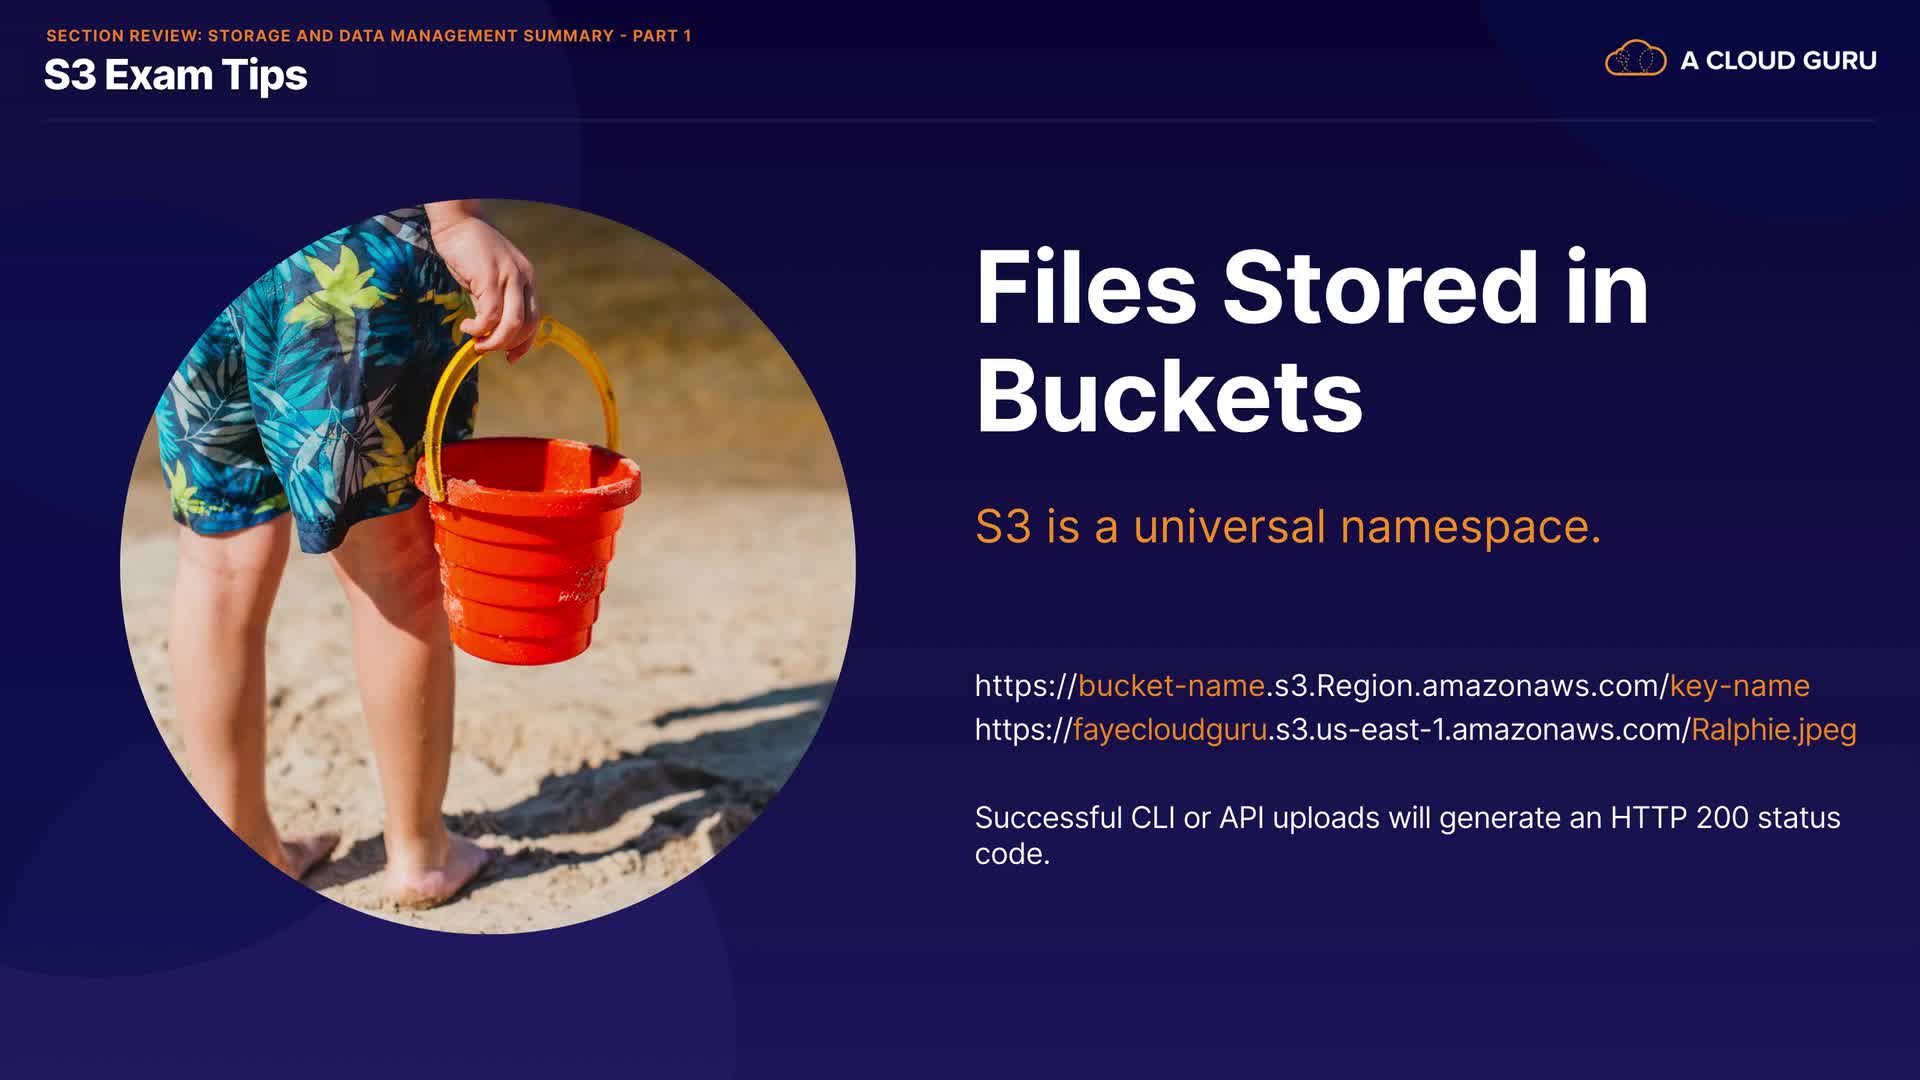 SECTION REVIEW: STORAGE AND DATA MANAGEMENT SUMMARY - PART 1
S3 Exam Tips
A CLOUD GURU
Files Stored in
Buckets
S3 is a universal namespace.
https://bucket-name.s3.Region.amazonaws.com/key-name
https://fayecloudguru.s3.us-east-1.amazonaws.com/Ralphie.jpeg
Successful CLI or API uploads will generate an HTTP 200 status
code.